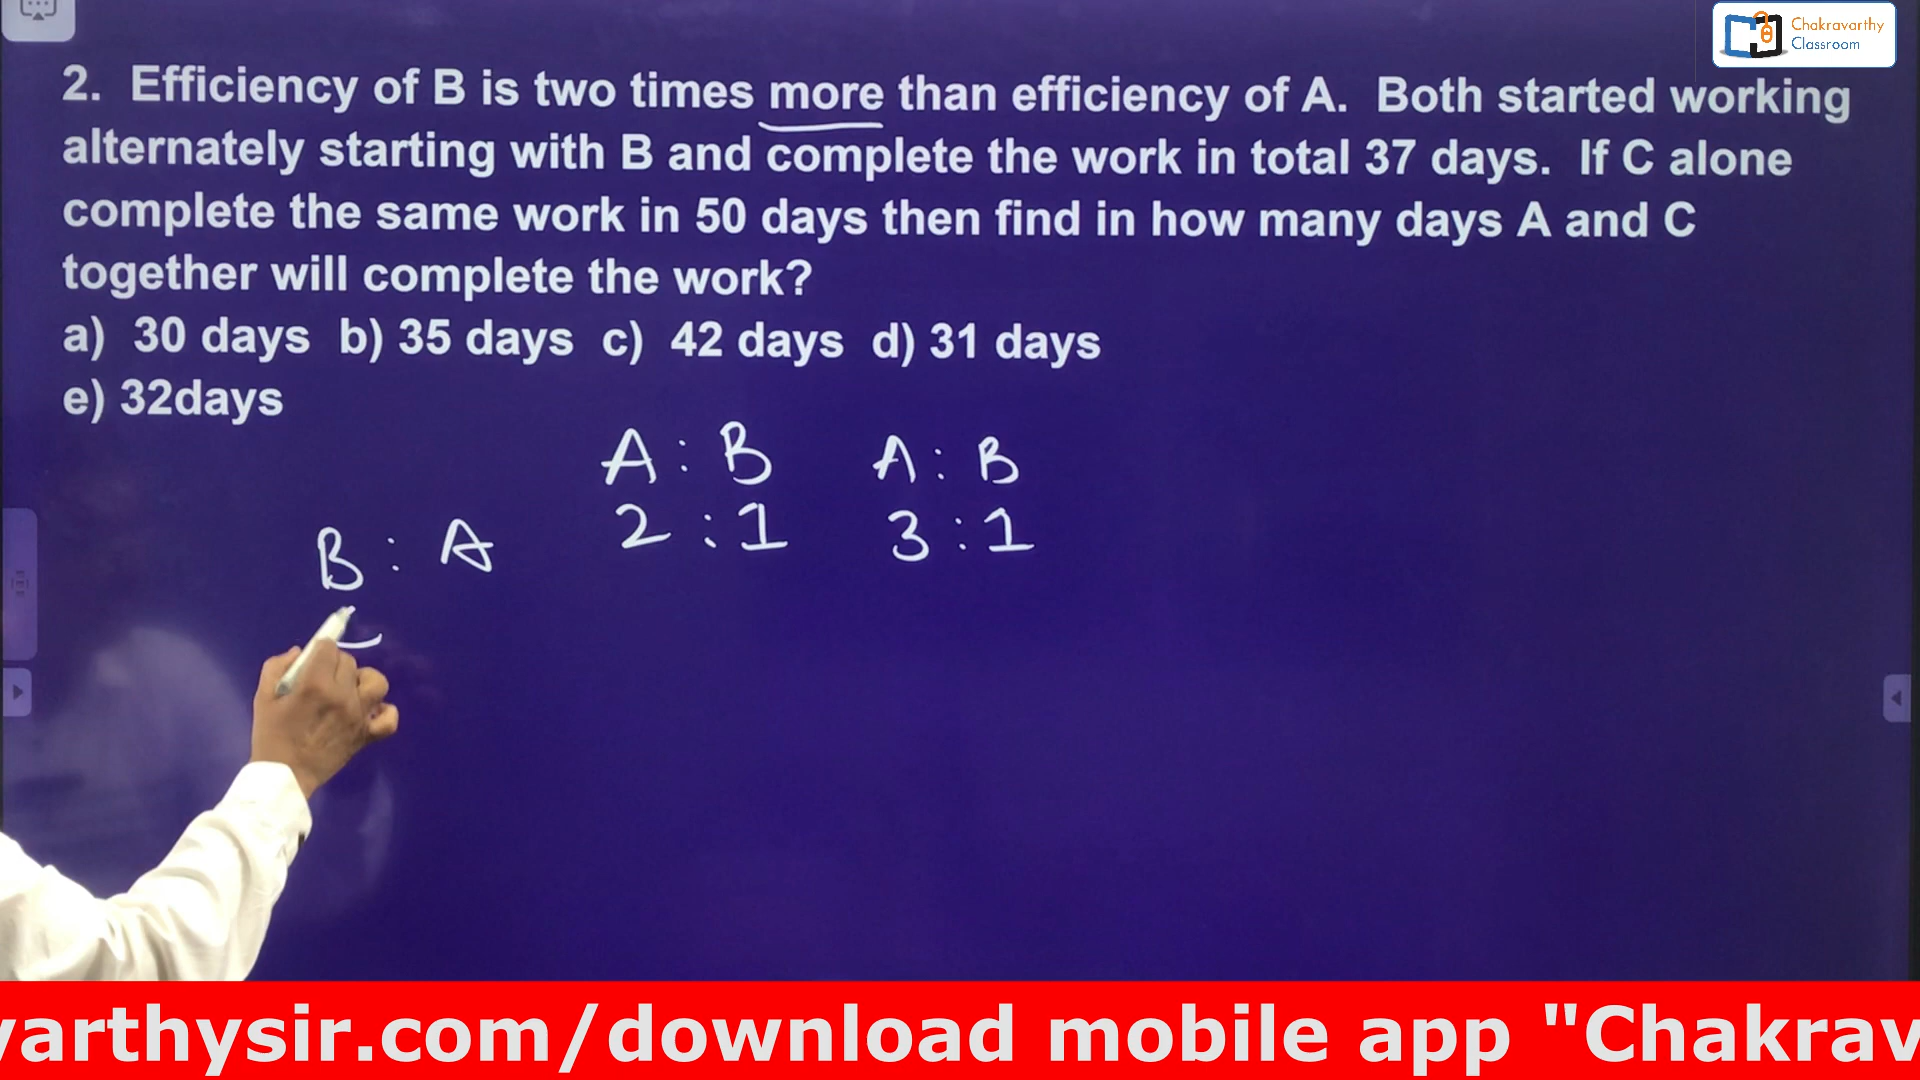 Chakravarthy
Classroom
2. Efficiency of B is two times more than efficiency of A. Both started working
alternately starting with B and complete the work in total 37 days. If C alone
complete the same work in 50 days then find in how many days A and C
together will complete the work?
a) 30 days b) 35 days c) 42 days d) 31 days
e) 32days
A : B A : B
2 : 1 3 : 1
B : A
varthysir.com/download mobile app "Chakrav